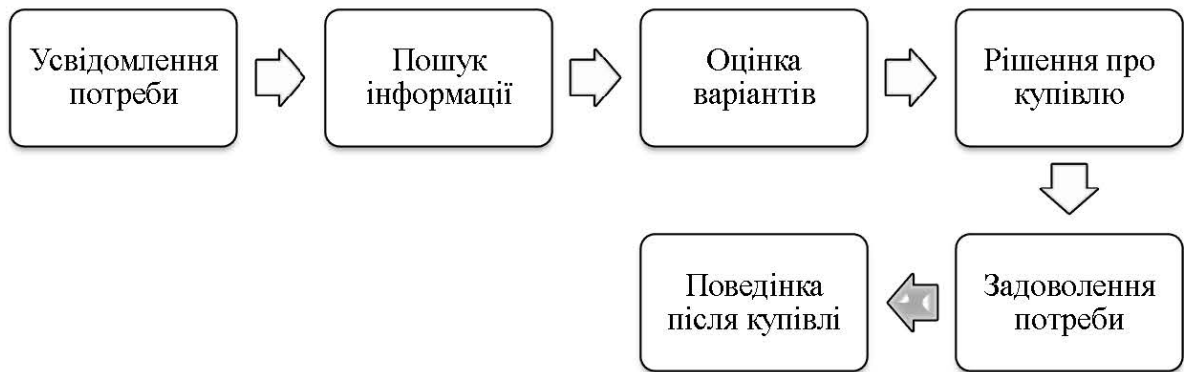 Усвідомлення
потреби
Пошук
інформації
Оцінка
варіантів
Рішення про
купівлю
Поведінка
після купівлі
Задоволення
потреби